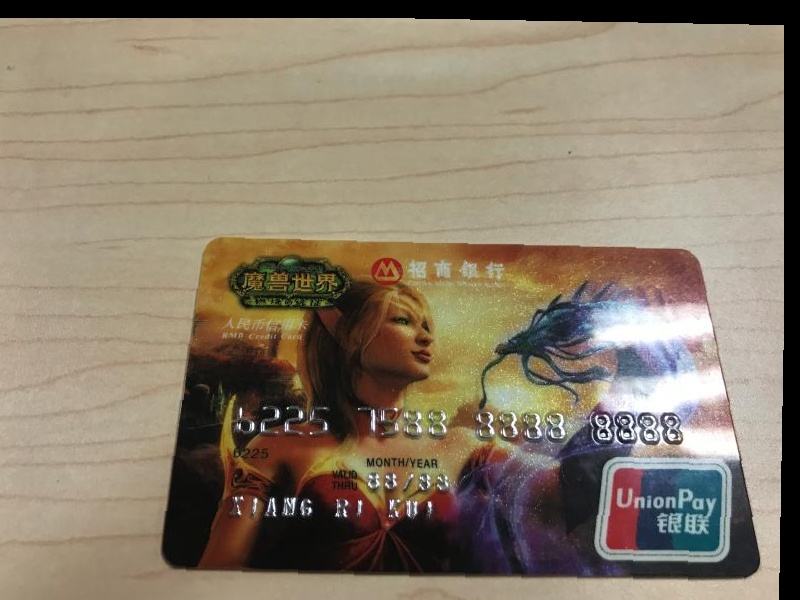 魔兽世界
招商银行
人民币信用卡
RMB Credit Card
6225 7588 8888 8888
6225
MONTH/YEAR
VALID THRU 88/88
XIANG RI KUI
UnionPay
银联